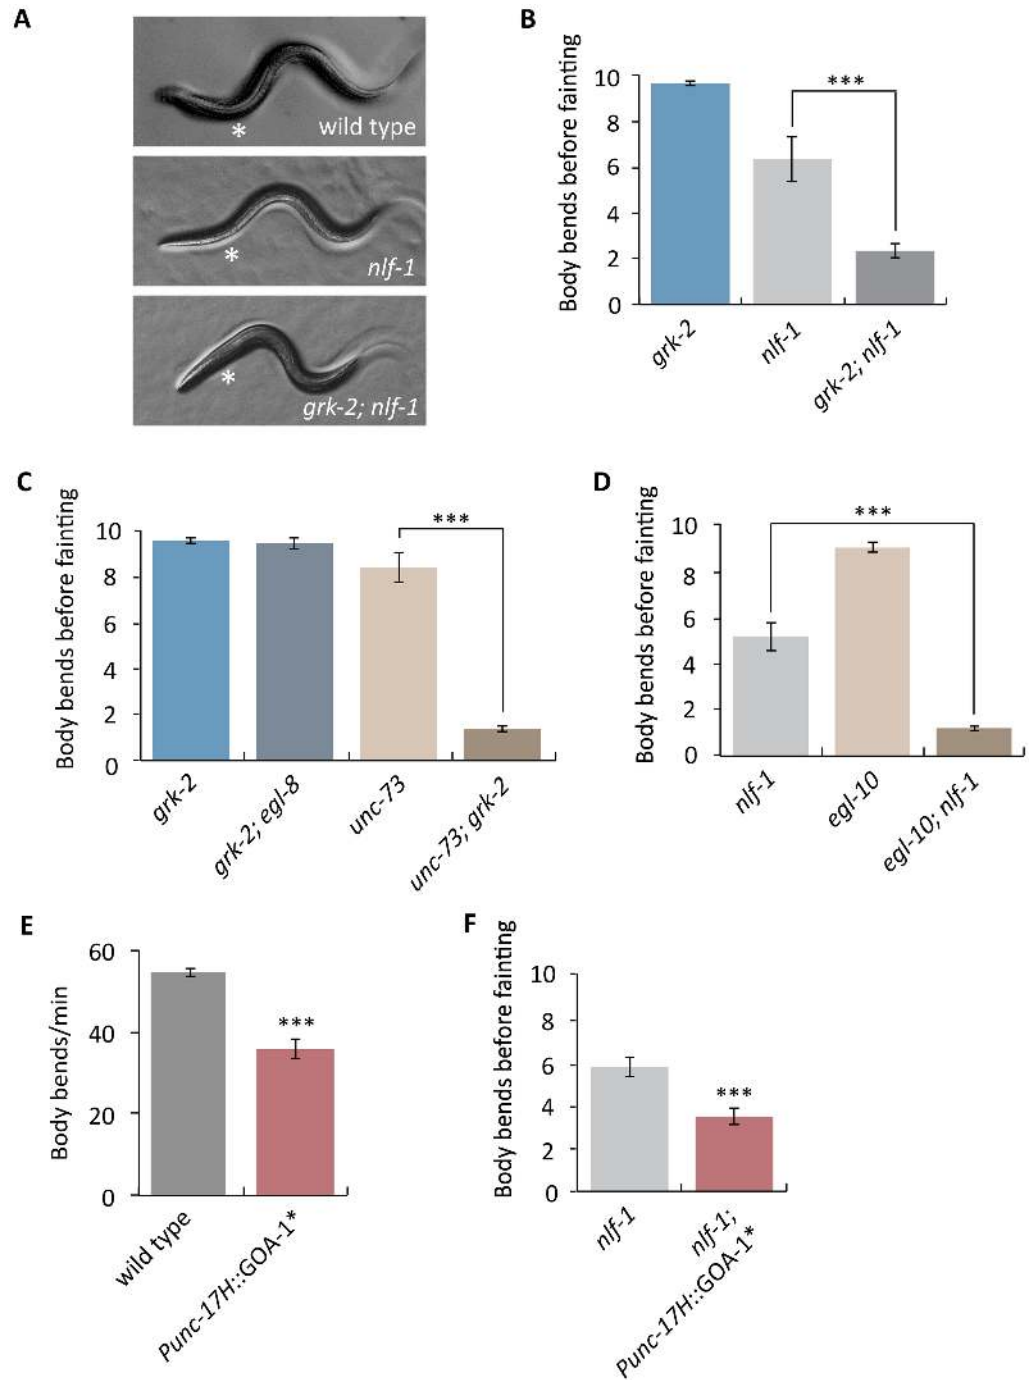 A
*
wild type
*
nlf-1
*
grk-2; nlf-1
B
Body bends before fainting
10
8
6
4
2
0
***
grk-2
nlf-1
grk-2; nlf-1
C
Body bends before fainting
10
8
6
4
2
0
***
grk-2
grk-2; egl-8
unc-73
unc-73; grk-2
D
Body bends before fainting
10
8
6
4
2
0
***
nlf-1
egl-10
egl-10; nlf-1
E
Body bends/min
60
40
20
0
***
wild type
Punc-17H::GOA-1*
F
Body bends before fainting
10
8
6
4
2
0
***
nlf-1
nlf-1;
Punc-17H::GOA-1*